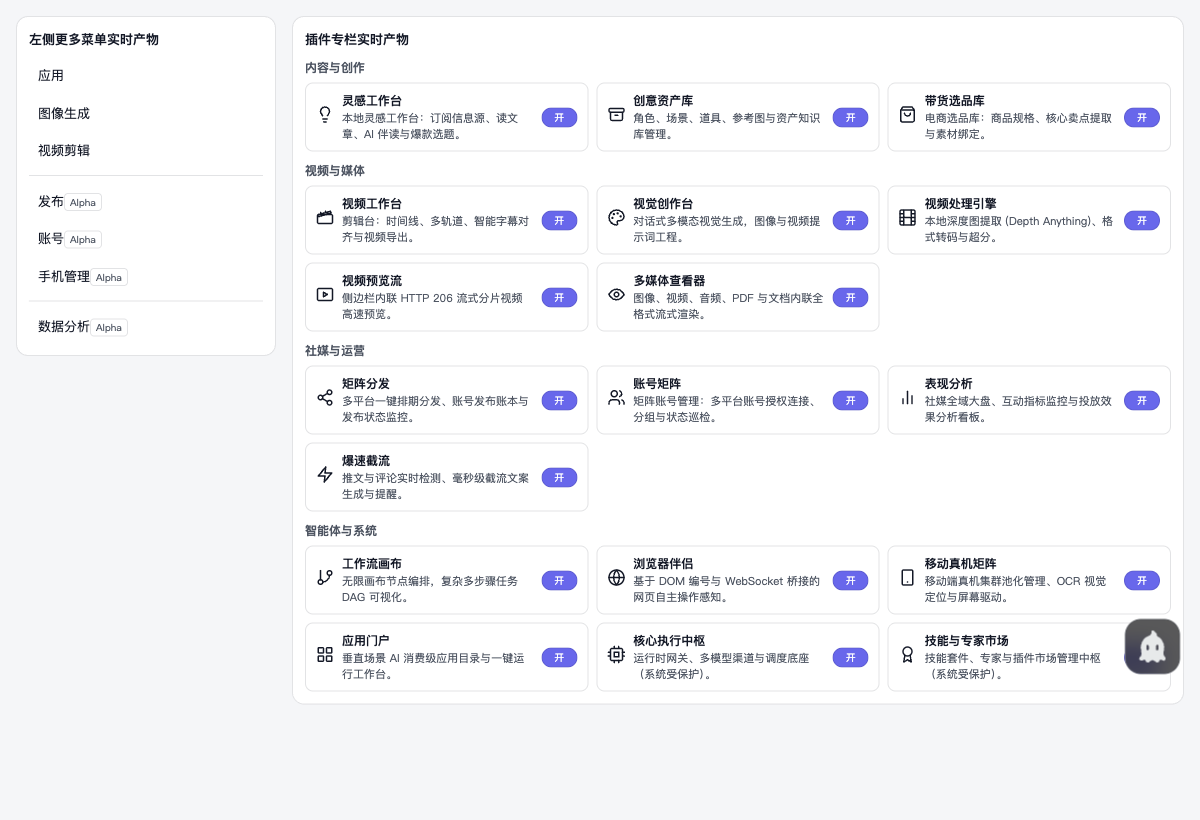 左侧更多菜单实时产物
应用
图像生成
视频剪辑
发布 Alpha
账号 Alpha
手机管理 Alpha
数据分析 Alpha
插件专栏实时产物
内容与创作
灵感工作台
本地灵感工作台：订阅信息源、读文
章、AI 伴读与爆款选题。
开
创意资产库
角色、场景、道具、参考图与资产知识
库管理。
开
带货选品库
电商选品库：商品规格、核心卖点提取
与素材绑定。
开
视频与媒体
视频工作台
剪辑台：时间线、多轨道、智能字幕对
齐与视频导出。
开
视觉创作台
对话式多模态视觉生成，图像与视频提
示词工程。
开
视频处理引擎
本地深度图提取 (Depth Anything)、格
式转码与超分。
开
视频预览流
侧边栏内联 HTTP 206 流式分片视频
高速预览。
开
多媒体查看器
图像、视频、音频、PDF 与文档内联全
格式流式渲染。
开
社媒与运营
矩阵分发
多平台一键排期分发、账号发布账本与
发布状态监控。
开
账号矩阵
矩阵账号管理：多平台账号授权连接、
分组与状态巡检。
开
表现分析
社媒全域大盘、互动指标监控与投放效
果分析看板。
开
爆速截流
推文与评论实时检测、毫秒级截流文案
生成与提醒。
开
智能体与系统
工作流画布
无限画布节点编排，复杂多步骤任务
DAG 可视化。
开
浏览器伴侣
基于 DOM 编号与 WebSocket 桥接的
网页自主操作感知。
开
移动真机矩阵
移动端真机集群池化管理、OCR 视觉
定位与屏幕驱动。
开
应用门户
垂直场景 AI 消费级应用目录与一键运
行工作台。
开
核心执行中枢
运行时网关、多模型渠道与调度底座
（系统受保护）。
开
技能与专家市场
技能套件、专家与插件市场管理中枢
（系统受保护）。